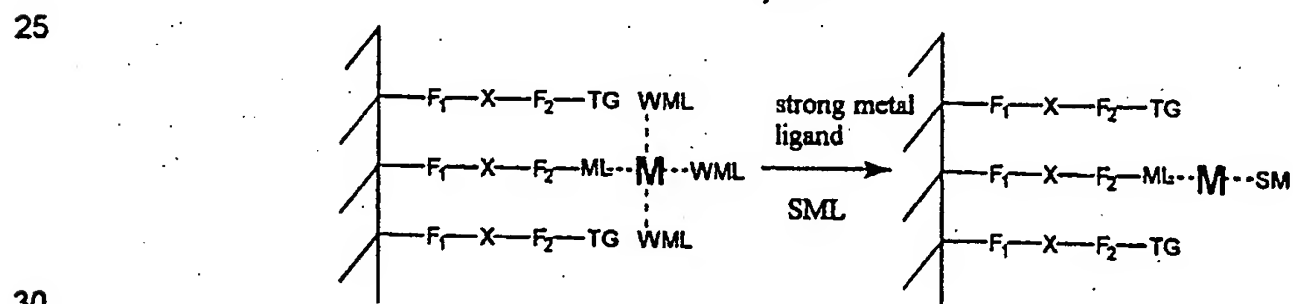 25
F₁—X—F₂—TG WML
F₁—X—F₂—ML···M···WML
F₁—X—F₂—TG WML
strong metal
ligand
SML
F₁—X—F₂—TG
F₁—X—F₂—ML···M···SM
F₁—X—F₂—TG
30